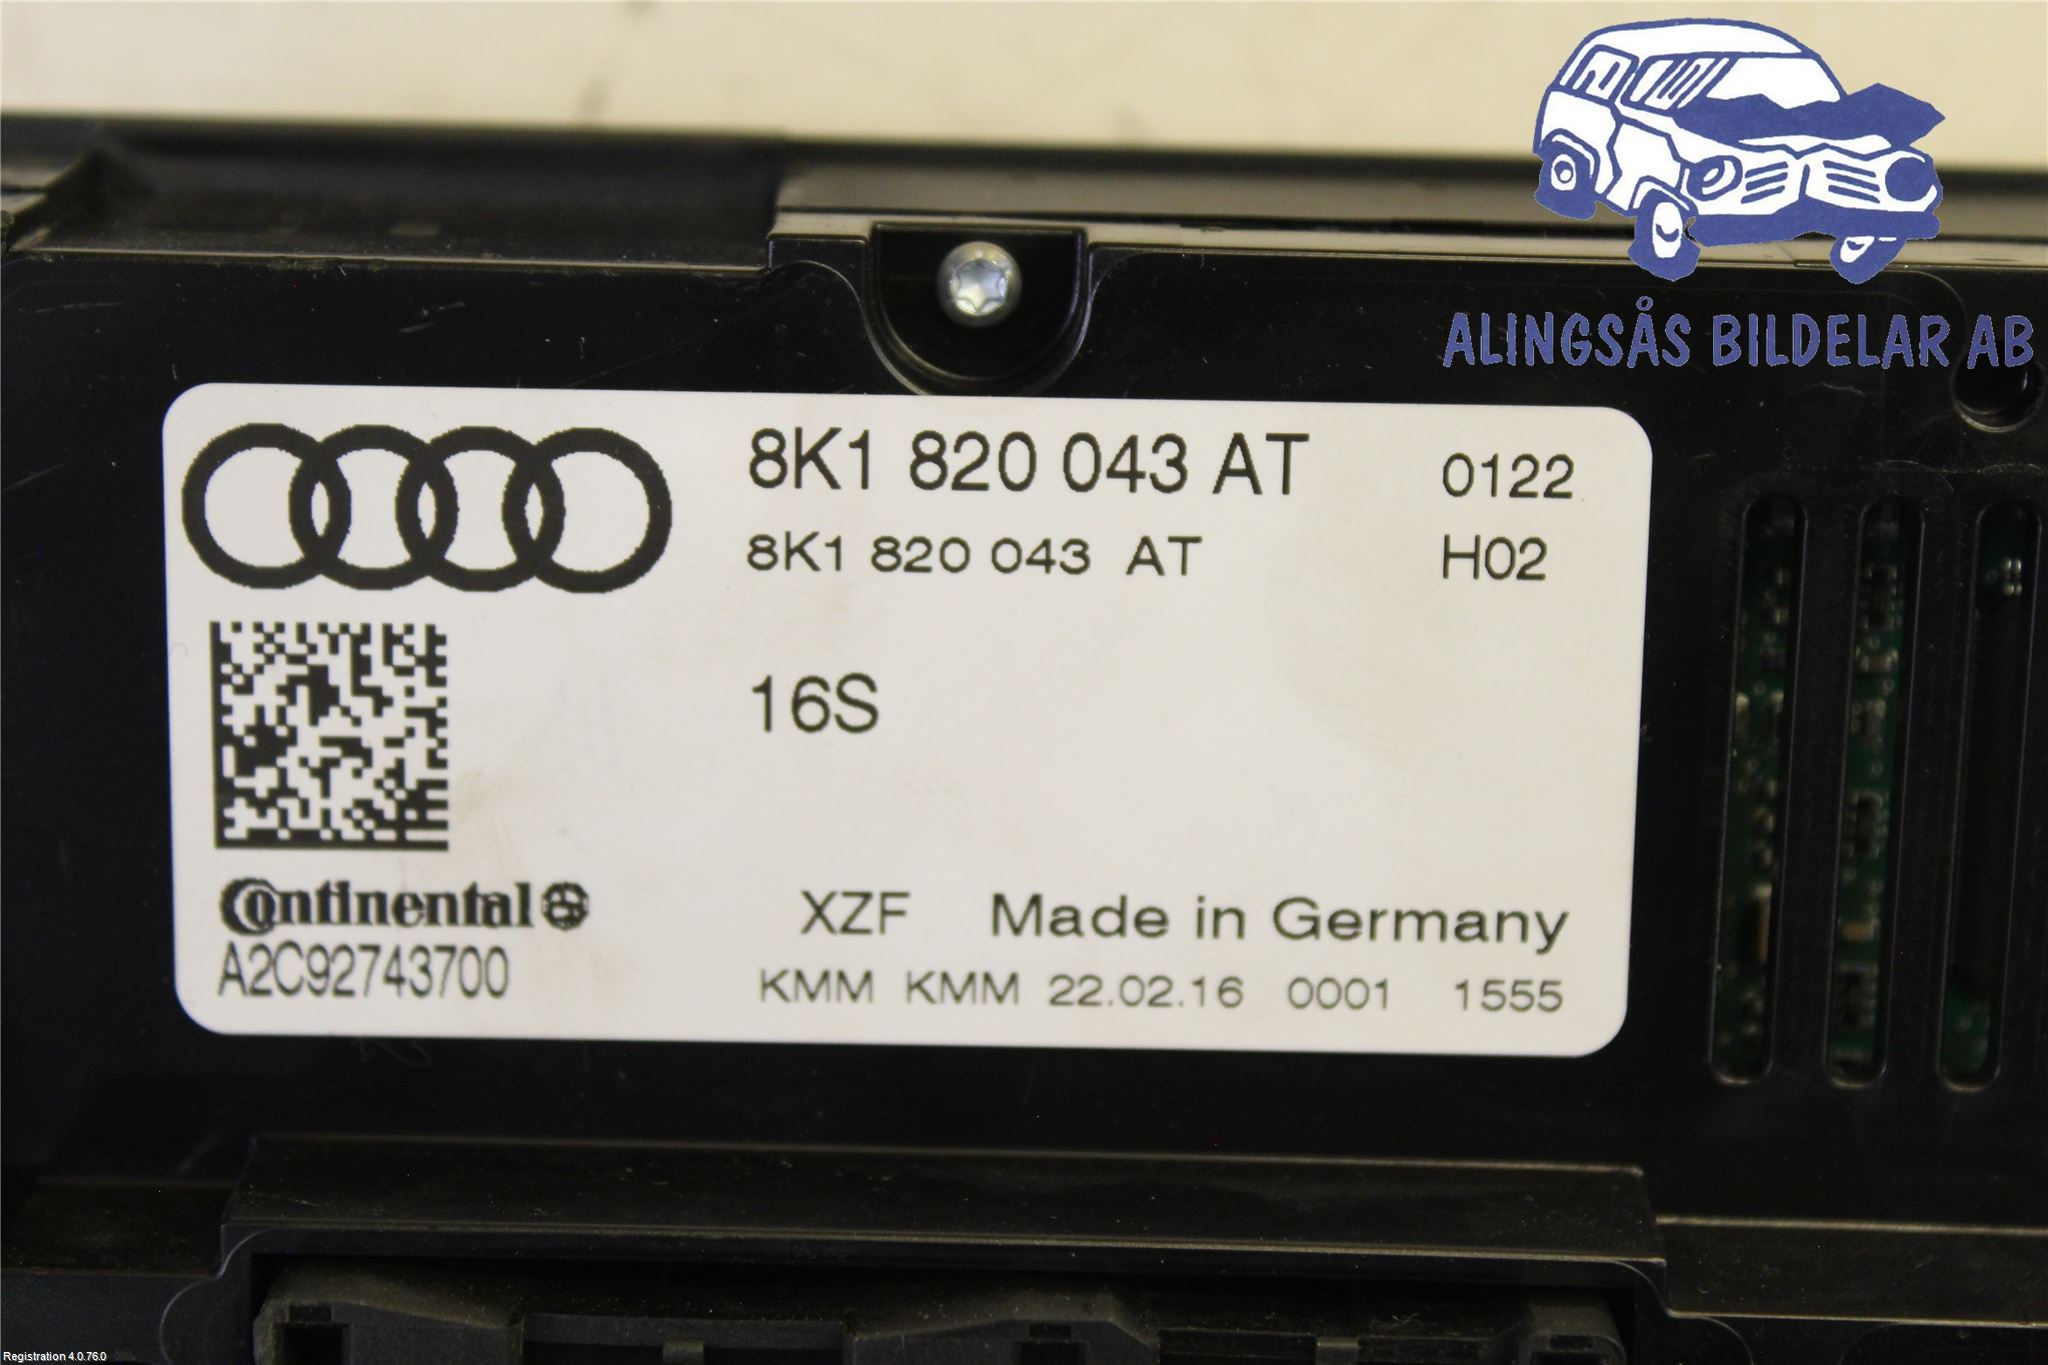 ALINGSÅS BILDELAR AB
8K1 820 043 AT 0122
8K1 820 043 AT H02
16S
Continental
A2C92743700
XZF Made in Germany
KMM KMM 22.02.16 0001 1555
Registration 4.0.76.0